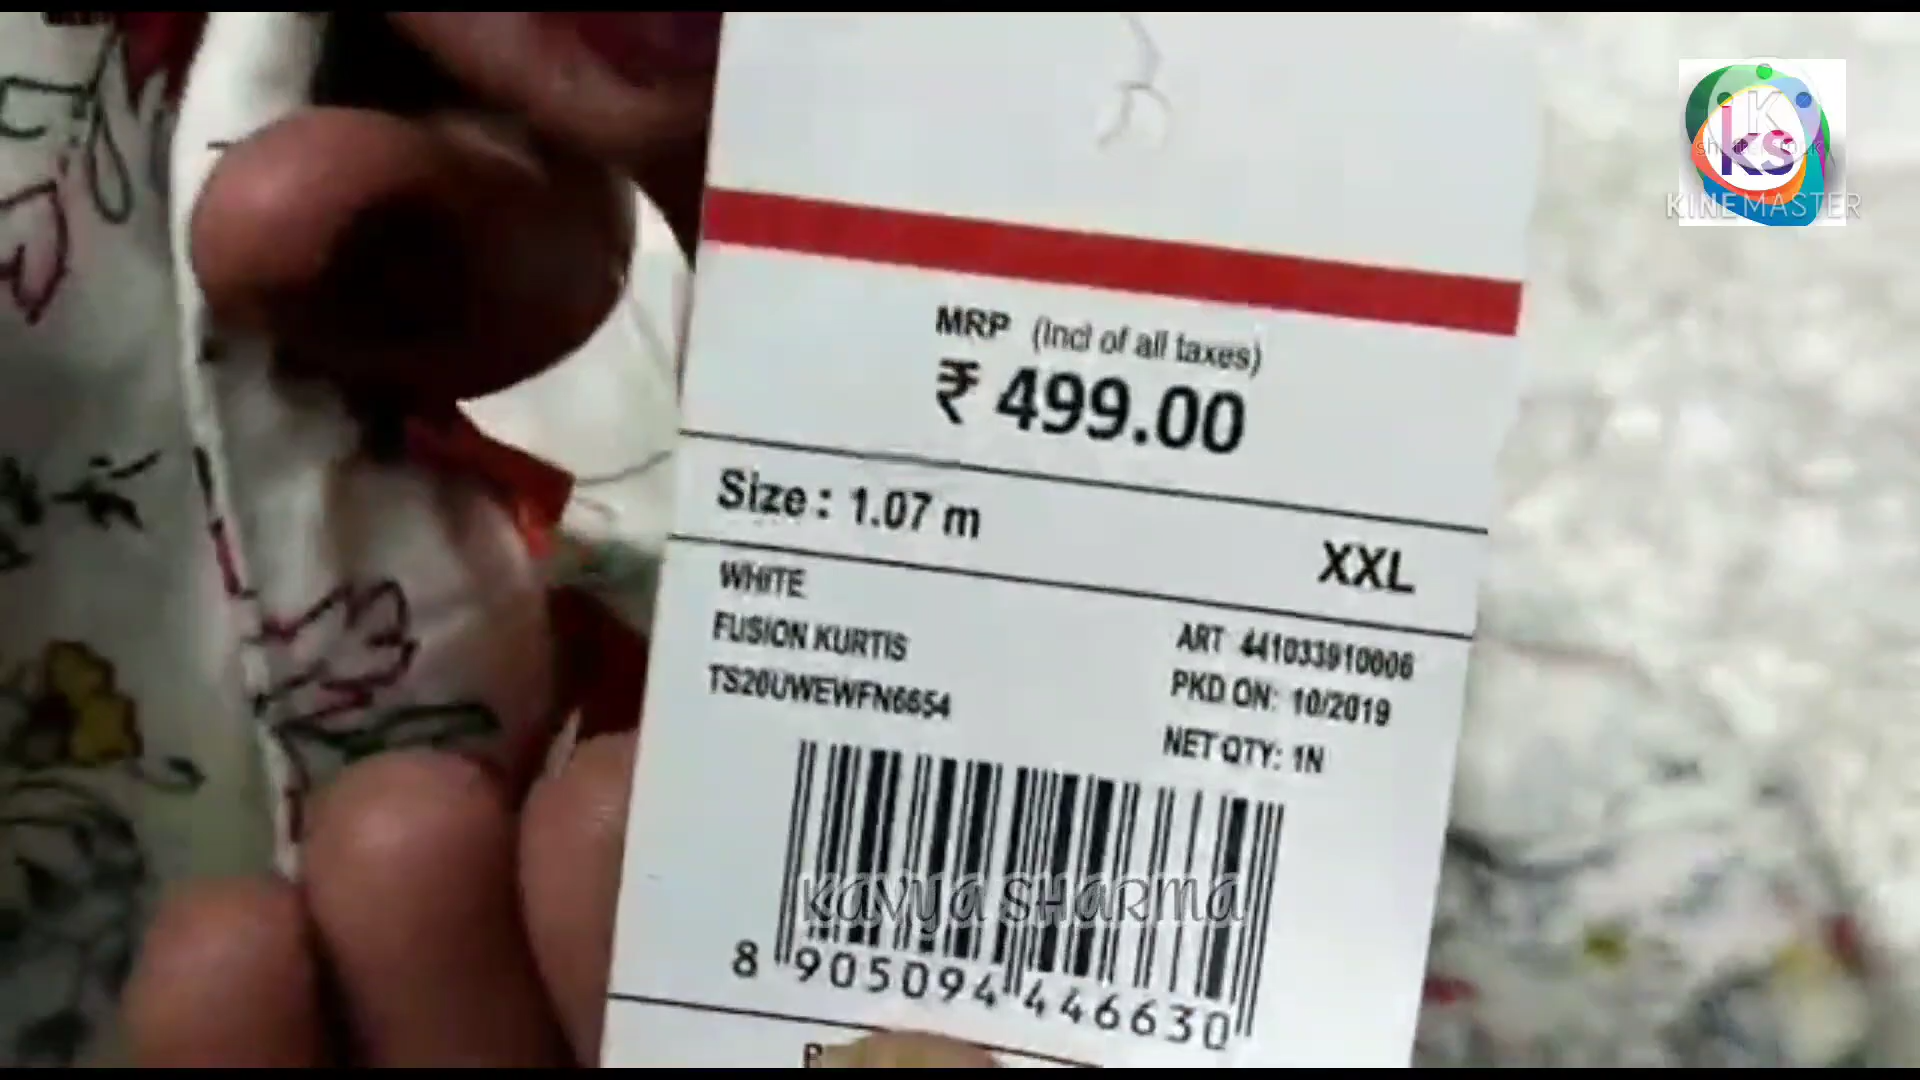 KS
KINEMASTER
MRP (Incl of all taxes)
₹ 499.00
Size : 1.07 m
XXL
WHITE
FUSION KURTIS
TS20UWEWFN6654
ART 441033910006
PKD ON: 10/2019
NET QTY: 1N
KAVYA SHARMA
8 905094 446630